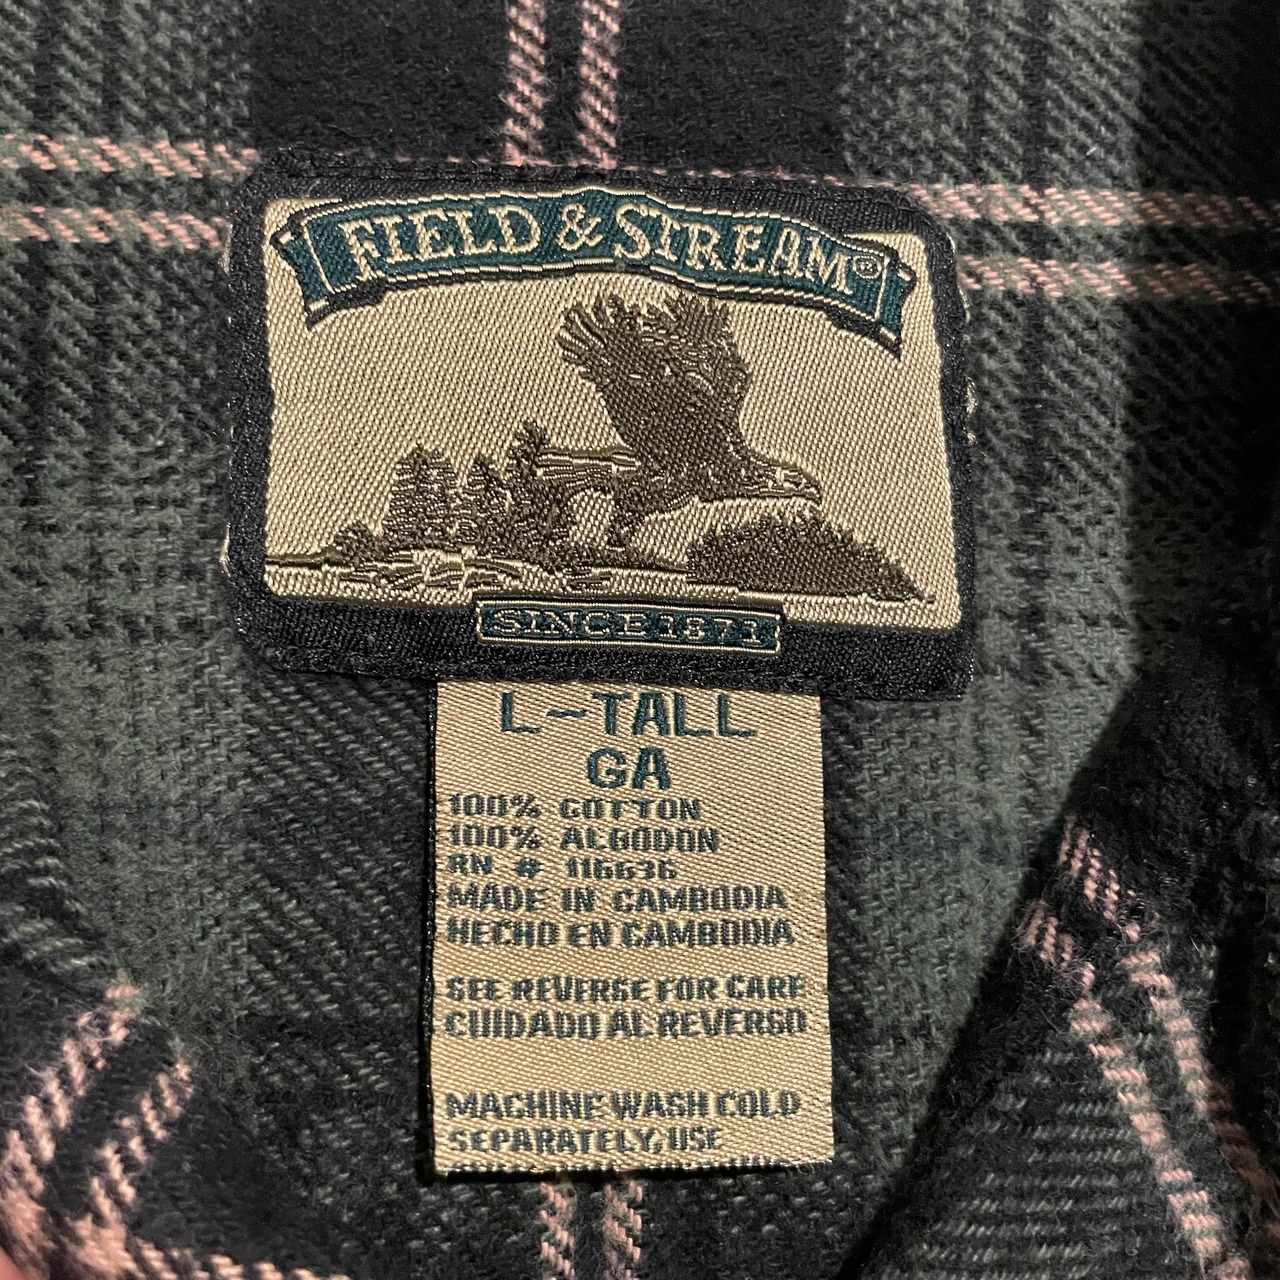 FIELD & STREAM®
SINCE 1871
L-TALL
GA
100% COTTON
100% ALGODON
RN # 116636
MADE IN CAMBODIA
HECHO EN CAMBODIA
SEE REVERSE FOR CARE
CUIDADO AL REVERSO
MACHINE WASH COLD
SEPARATELY, USE